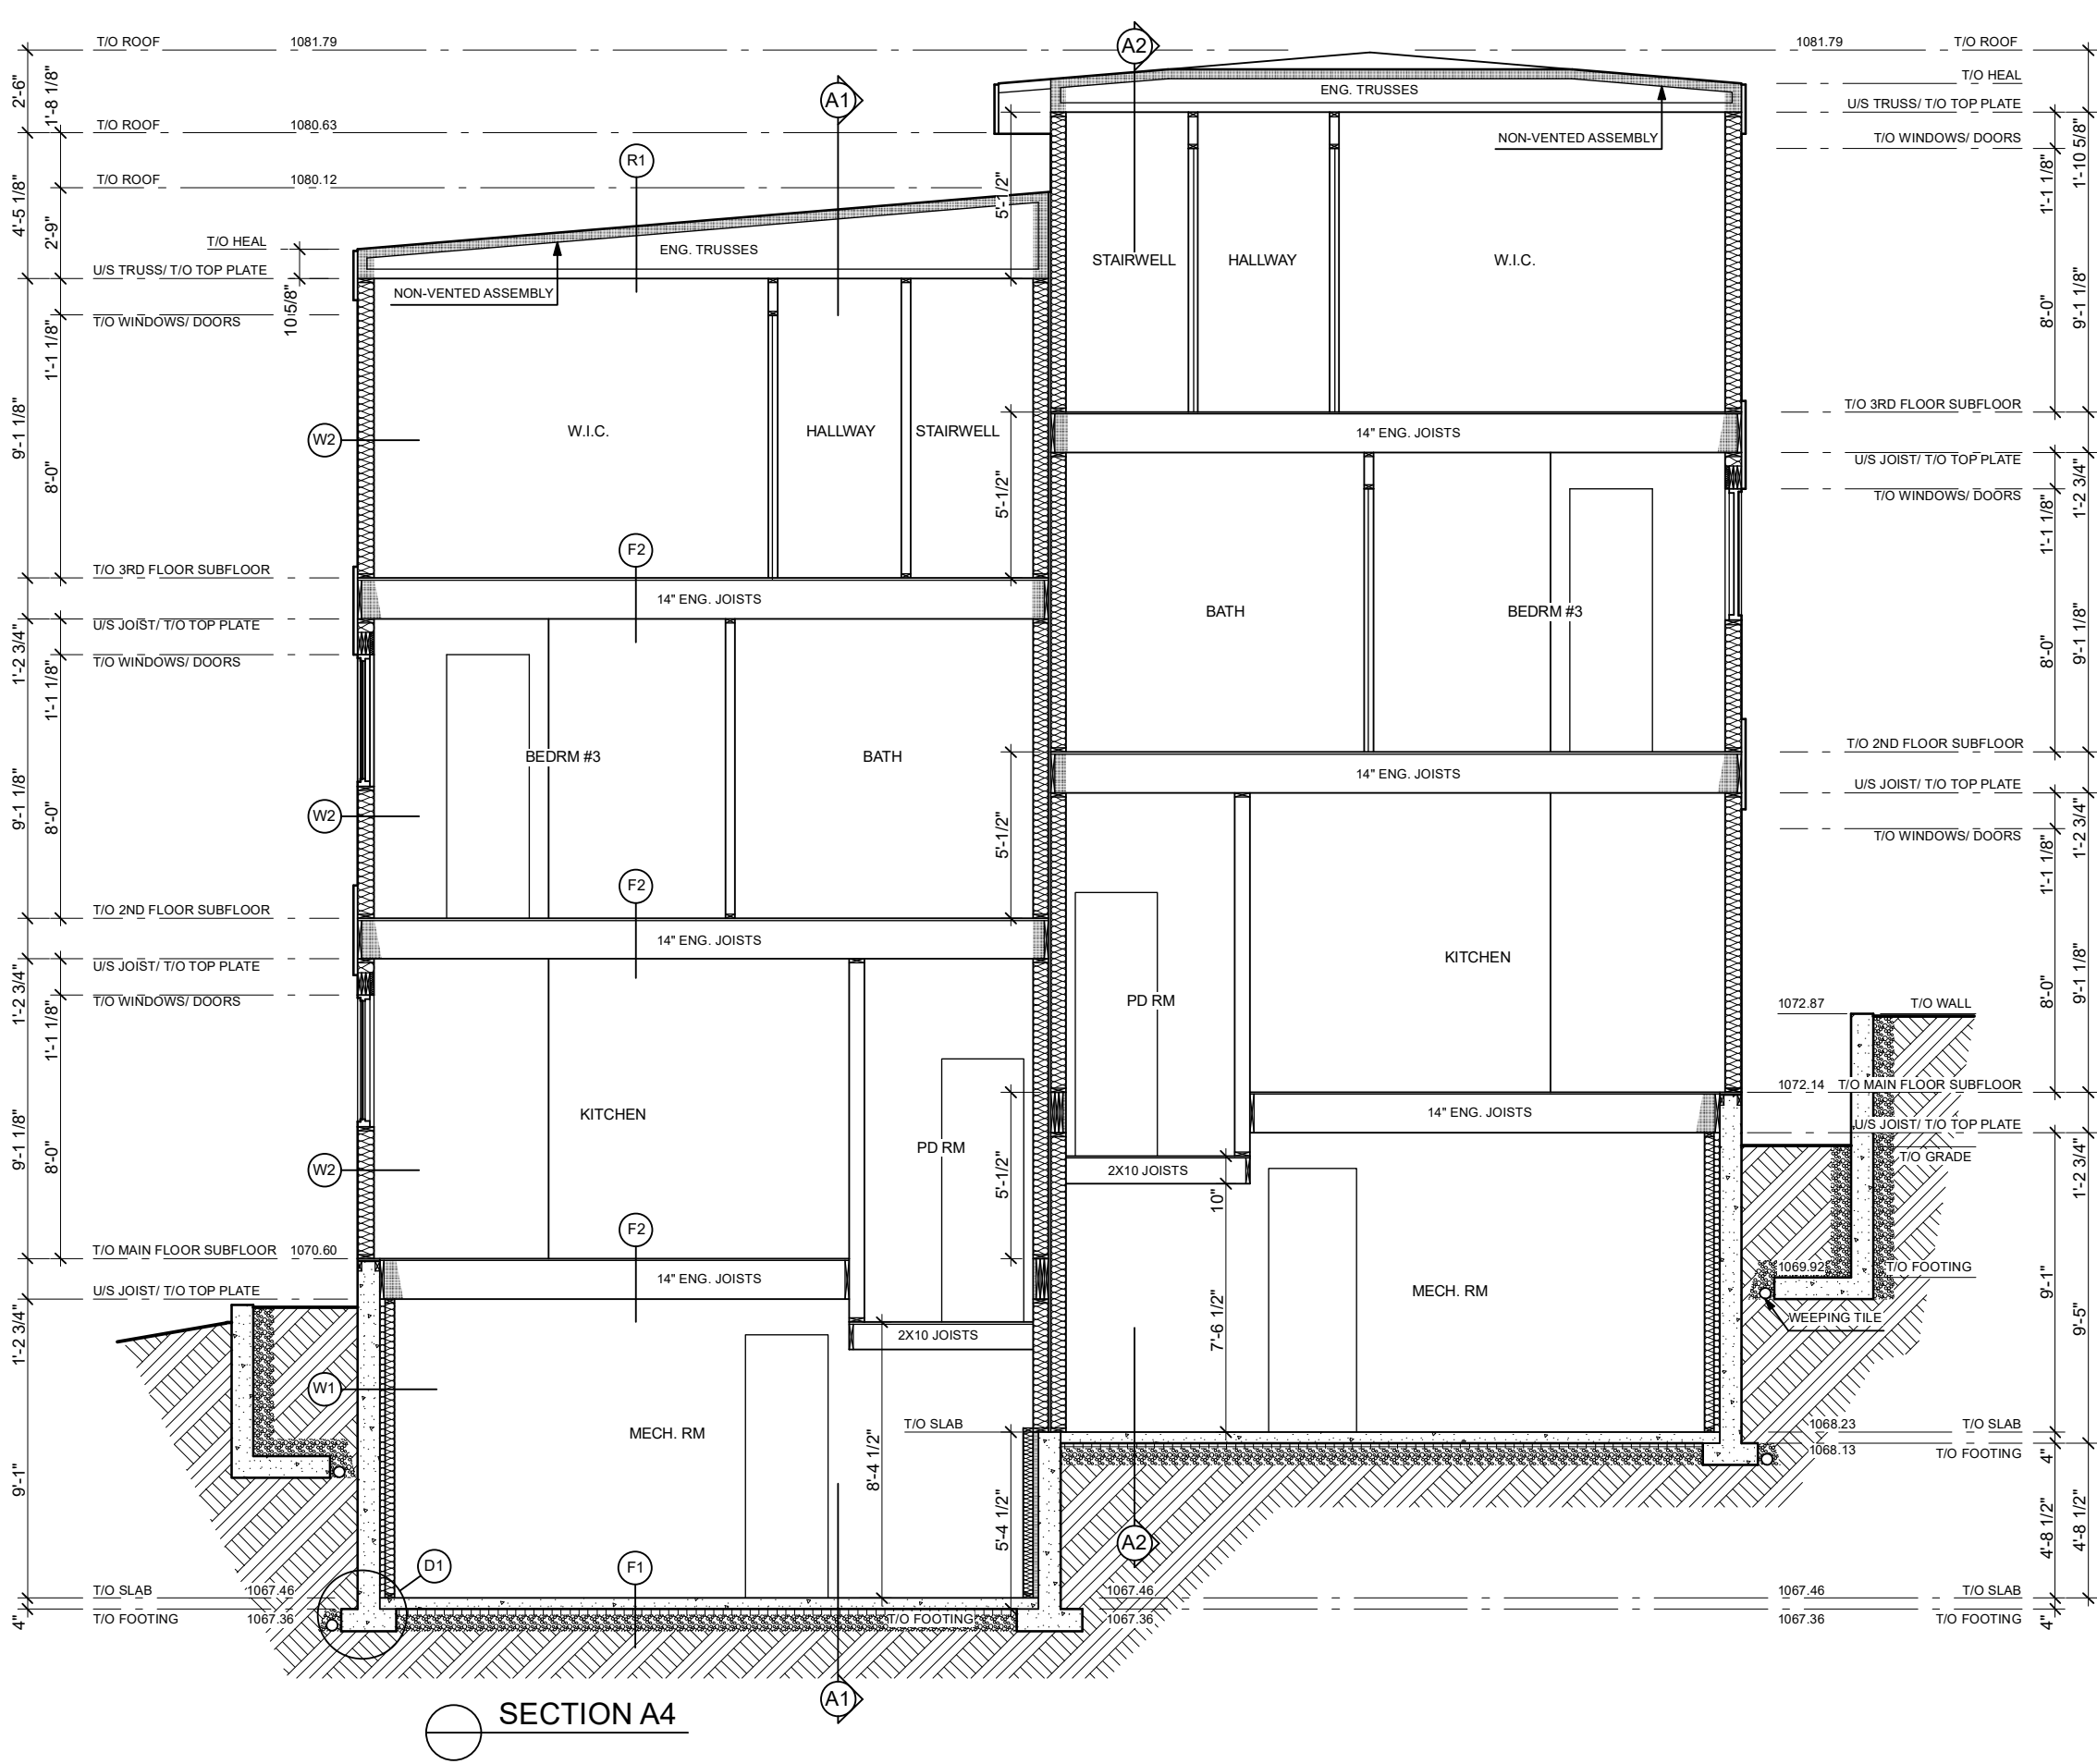 T/O ROOF 1081.79
1081.79 T/O ROOF
A2
T/O HEAL
ENG. TRUSSES
U/S TRUSS/ T/O TOP PLATE
A1
2'-6"
1'-8 1/8"
T/O ROOF 1080.63
NON-VENTED ASSEMBLY
T/O WINDOWS/ DOORS
R1
T/O ROOF 1080.12
5'-1/2"
1'-1 1/8"
1'-10 5/8"
4'-5 1/8"
2'-9"
T/O HEAL
ENG. TRUSSES
STAIRWELL
HALLWAY
W.I.C.
U/S TRUSS/ T/O TOP PLATE
NON-VENTED ASSEMBLY
10 5/8"
T/O WINDOWS/ DOORS
8'-0"
9'-1 1/8"
1'-1 1/8"
T/O 3RD FLOOR SUBFLOOR
W2
W.I.C.
HALLWAY
STAIRWELL
14" ENG. JOISTS
9'-1 1/8"
8'-0"
U/S JOIST/ T/O TOP PLATE
5'-1/2"
T/O WINDOWS/ DOORS
1'-1 1/8"
1'-2 3/4"
F2
T/O 3RD FLOOR SUBFLOOR
14" ENG. JOISTS
BATH
BEDRM #3
U/S JOIST/ T/O TOP PLATE
1'-2 3/4"
T/O WINDOWS/ DOORS
1'-1 1/8"
8'-0"
9'-1 1/8"
BEDRM #3
BATH
T/O 2ND FLOOR SUBFLOOR
14" ENG. JOISTS
U/S JOIST/ T/O TOP PLATE
W2
9'-1 1/8"
8'-0"
5'-1/2"
T/O WINDOWS/ DOORS
1'-1 1/8"
1'-2 3/4"
F2
T/O 2ND FLOOR SUBFLOOR
14" ENG. JOISTS
KITCHEN
U/S JOIST/ T/O TOP PLATE
1'-2 3/4"
T/O WINDOWS/ DOORS
PD RM
8'-0"
9'-1 1/8"
1072.87 T/O WALL
1'-1 1/8"
1072.14 T/O MAIN FLOOR SUBFLOOR
KITCHEN
14" ENG. JOISTS
U/S JOIST/ T/O TOP PLATE
PD RM
9'-1 1/8"
8'-0"
W2
5'-1/2"
2X10 JOISTS
T/O GRADE
1'-2 3/4"
10"
F2
T/O MAIN FLOOR SUBFLOOR 1070.60
1069.92 T/O FOOTING
14" ENG. JOISTS
U/S JOIST/ T/O TOP PLATE
MECH. RM
9'-1"
9'-5"
WEEPING TILE
7'-6 1/2"
1'-2 3/4"
2X10 JOISTS
W1
MECH. RM
T/O SLAB
1068.23 T/O SLAB
1068.13 T/O FOOTING
4"
8'-4 1/2"
9'-1"
5'-4 1/2"
4'-8 1/2"
4'-8 1/2"
A2
D1
F1
T/O SLAB 1067.46
1067.46
1067.46 T/O SLAB
4"
T/O FOOTING 1067.36
T/O FOOTING
1067.36
1067.36 T/O FOOTING
4"
A1
SECTION A4